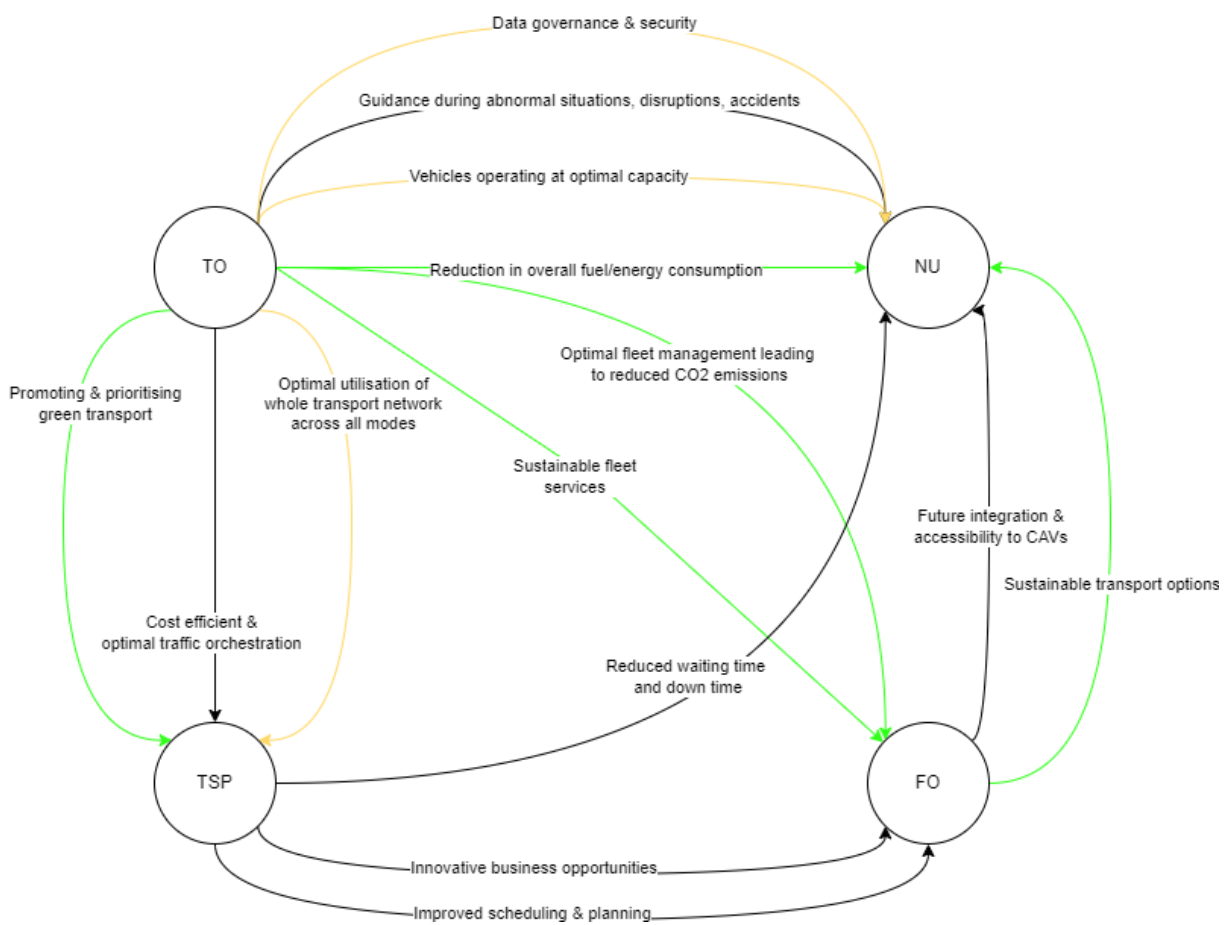 Data governance & security
Guidance during abnormal situations, disruptions, accidents
Vehicles operating at optimal capacity
TO
NU
Reduction in overall fuel/energy consumption
Optimal fleet management leading
to reduced CO2 emissions
Promoting & prioritising
green transport
Optimal utilisation of
whole transport network
across all modes
Sustainable fleet
services
Future integration &
accessibility to CAVs
Sustainable transport options
Cost efficient &
optimal traffic orchestration
Reduced waiting time
and down time
TSP
FO
Innovative business opportunities
Improved scheduling & planning